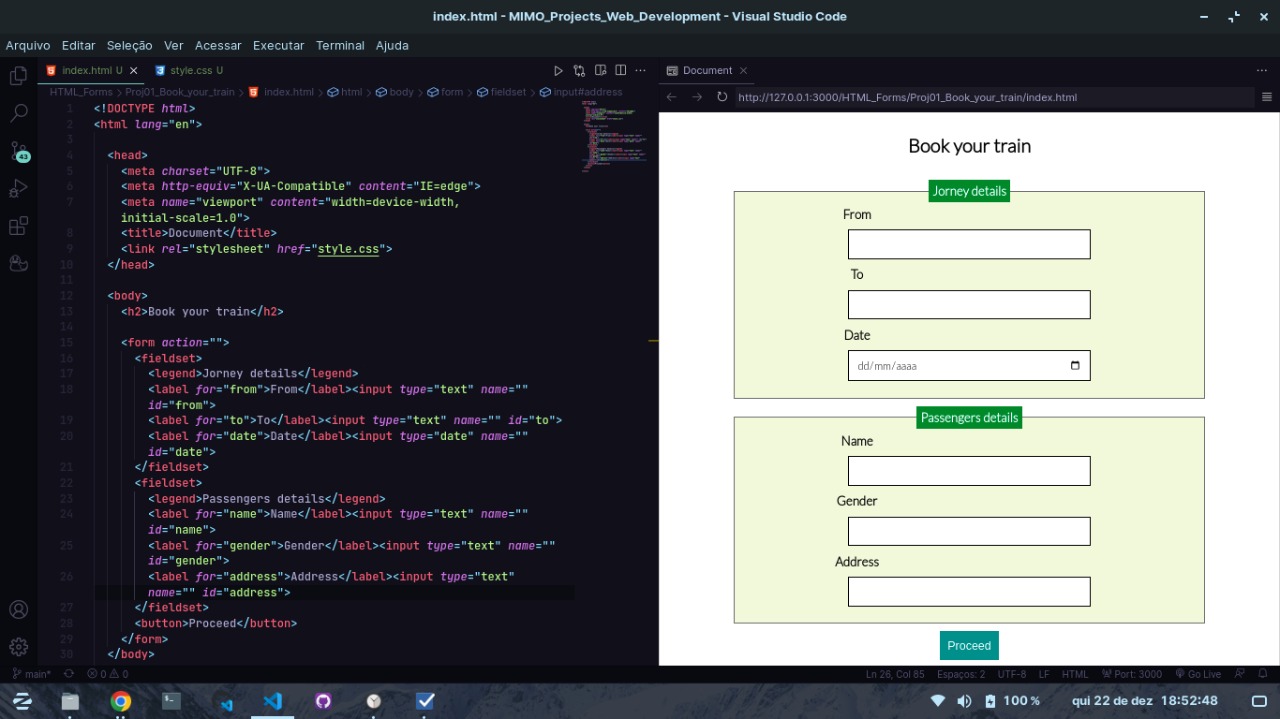 index.html - MIMO_Projects_Web_Development - Visual Studio Code
Arquivo Editar Seleção Ver Acessar Executar Terminal Ajuda
index.html U style.css U
HTML_Forms > Proj01_Book_your_train > index.html > html > body > form > fieldset > input#address
1 <!DOCTYPE html>
2 <html lang="en">
3
4 <head>
5 <meta charset="UTF-8">
6 <meta http-equiv="X-UA-Compatible" content="IE=edge">
7 <meta name="viewport" content="width=device-width,
initial-scale=1.0">
8 <title>Document</title>
9 <link rel="stylesheet" href="style.css">
10 </head>
11
12 <body>
13 <h2>Book your train</h2>
14
15 <form action="">
16 <fieldset>
17 <legend>Jorney details</legend>
18 <label for="from">From</label><input type="text" name=""
id="from">
19 <label for="to">To</label><input type="text" name="" id="to">
20 <label for="date">Date</label><input type="date" name=""
id="date">
21 </fieldset>
22 <fieldset>
23 <legend>Passengers details</legend>
24 <label for="name">Name</label><input type="text" name=""
id="name">
25 <label for="gender">Gender</label><input type="text" name=""
id="gender">
26 <label for="address">Address</label><input type="text"
name="" id="address">
27 </fieldset>
28 <button>Proceed</button>
29 </form>
30 </body>
43
Document
http://127.0.0.1:3000/HTML_Forms/Proj01_Book_your_train/index.html
Book your train
Jorney details
From
To
Date
dd/mm/aaaa
Passengers details
Name
Gender
Address
Proceed
main* 0 0 Ln 26, Col 85 Espaços: 2 UTF-8 LF HTML Port: 3000 Go Live
100 % qui 22 de dez 18:52:48